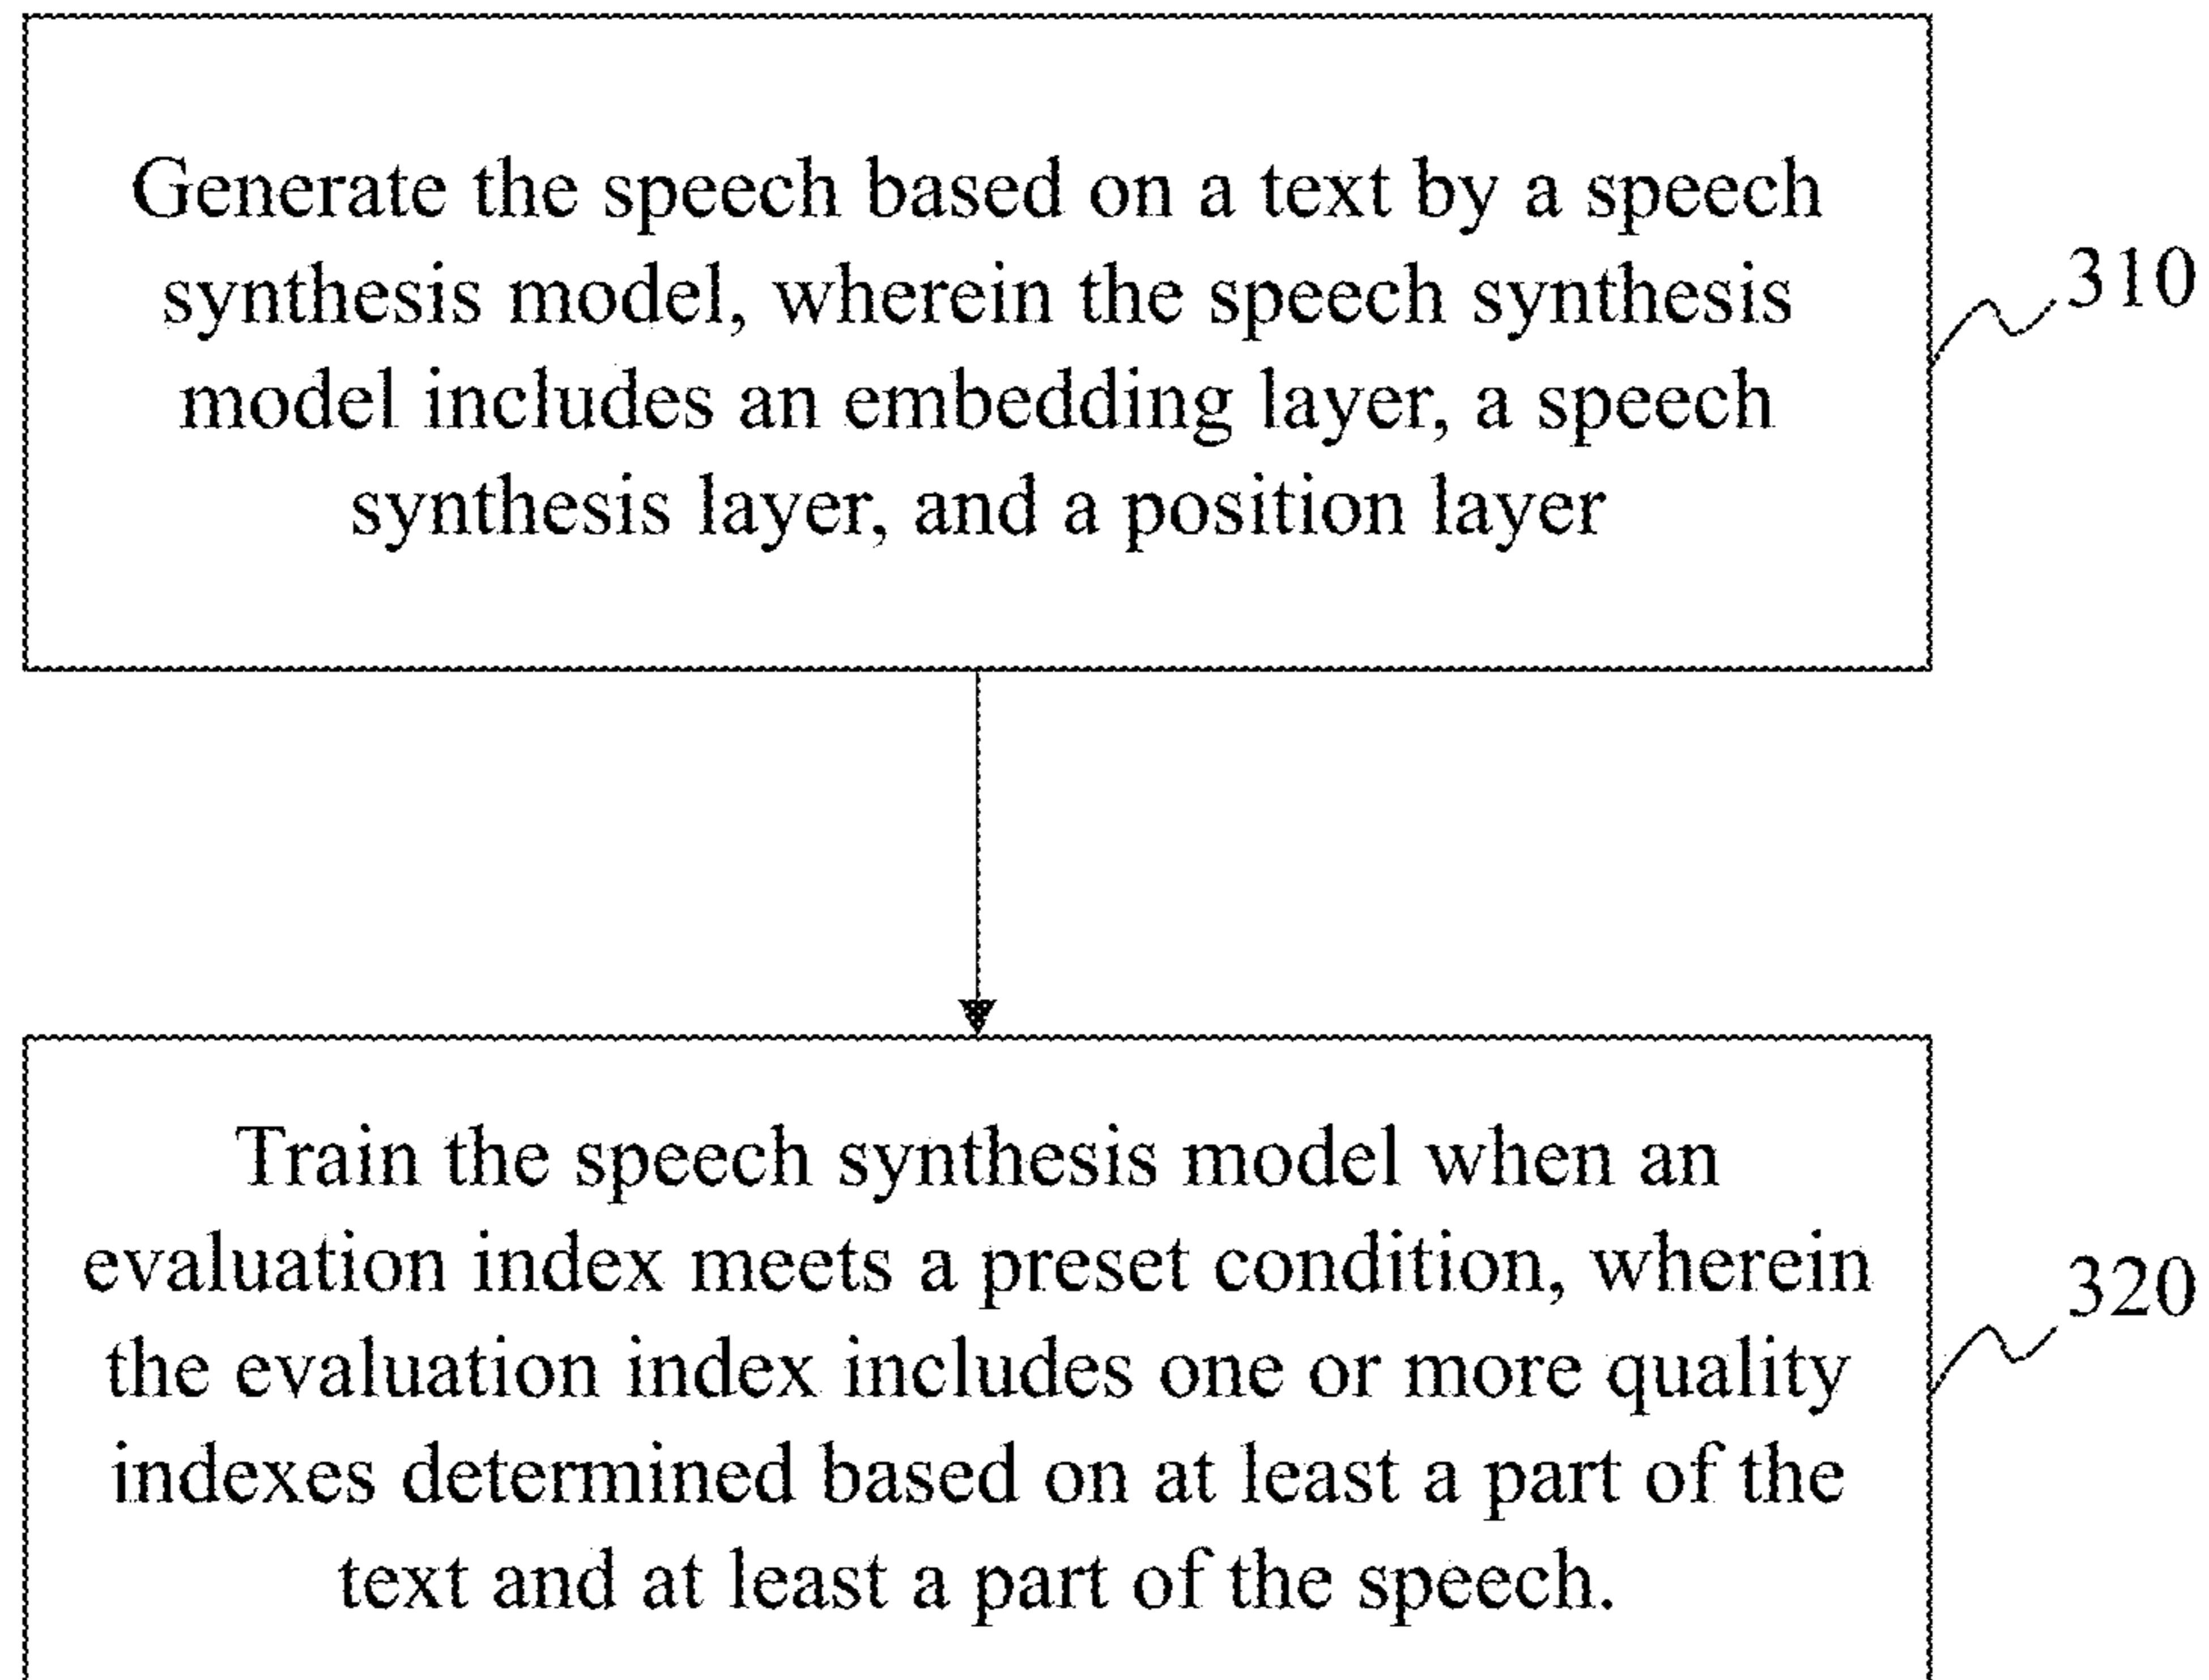 Generate the speech based on a text by a speech
synthesis model, wherein the speech synthesis
model includes an embedding layer, a speech
synthesis layer, and a position layer
310
Train the speech synthesis model when an
evaluation index meets a preset condition, wherein
the evaluation index includes one or more quality
indexes determined based on at least a part of the
text and at least a part of the speech.
320